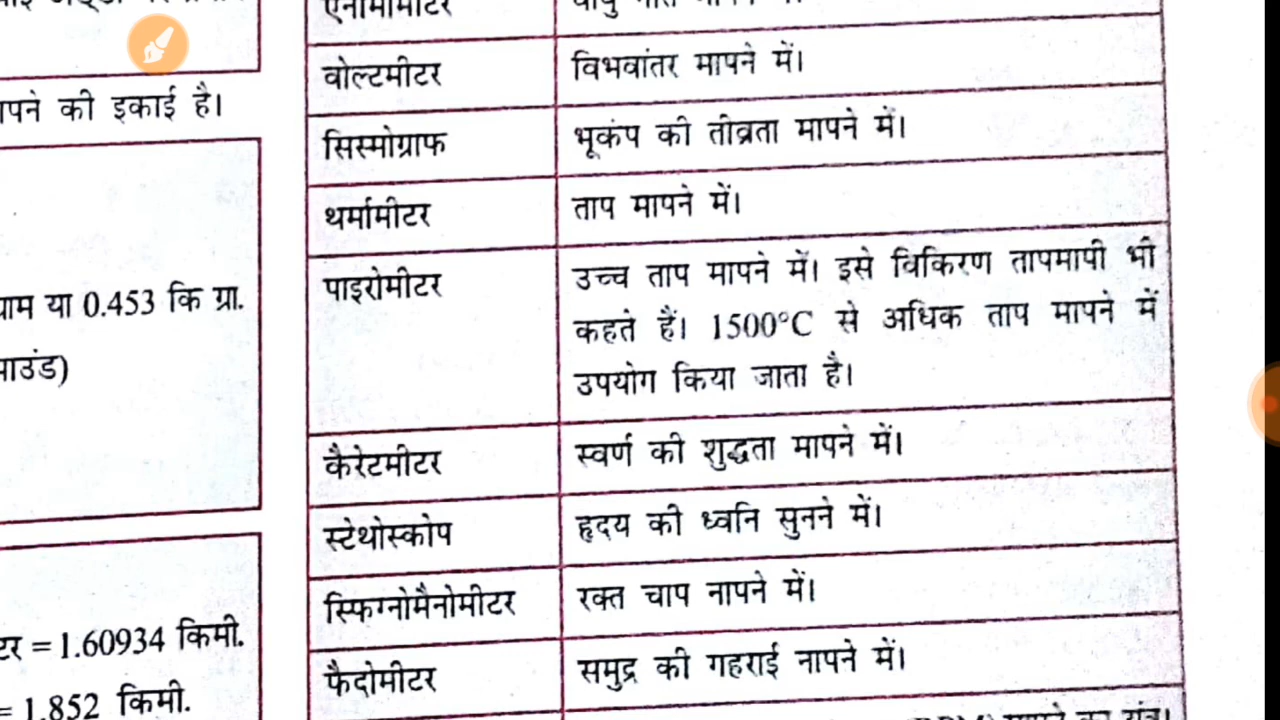 पने की इकाई है।
या 0.453 कि ग्रा.
= 1.60934 किमी.
= 1.852 किमी.
वोल्टमीटर विभवांतर मापने में।
सिस्मोग्राफ भूकंप की तीव्रता मापने में।
थर्मामीटर ताप मापने में।
पाइरोमीटर उच्च ताप मापने में। इसे विकिरण तापमापी भी
कहते हैं। 1500°C से अधिक ताप मापने में
उपयोग किया जाता है।
कैरेटमीटर स्वर्ण की शुद्धता मापने में।
स्टेथोस्कोप हृदय की ध्वनि सुनने में।
स्फिग्नोमैनोमीटर रक्त चाप नापने में।
फैदोमीटर समुद्र की गहराई नापने में।